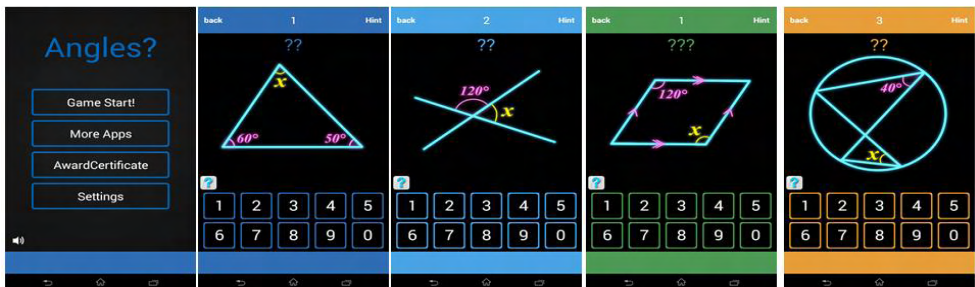 Angles?
Game Start!
More Apps
AwardCertificate
Settings
back 1 Hint
??
x
60° 50°
1 2 3 4 5
6 7 8 9 0
back 2 Hint
??
120°
x
1 2 3 4 5
6 7 8 9 0
back 1 Hint
???
120°
x
1 2 3 4 5
6 7 8 9 0
back 3 Hint
??
40°
x
1 2 3 4 5
6 7 8 9 0